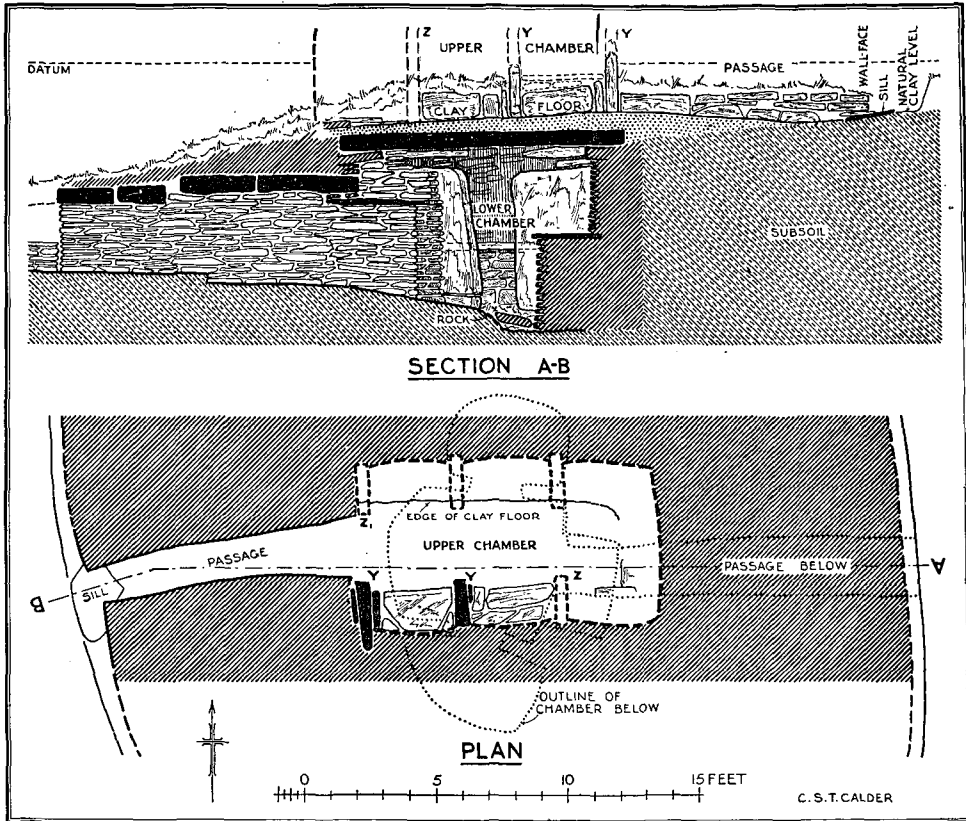 Z UPPER Y CHAMBER Y
DATUM
PASSAGE
WALL-FACE
SILL
NATURAL
CLAY LEVEL
CLAY FLOOR
LOWER
CHAMBER
SUBSOIL
ROCK
SECTION A-B
EDGE OF CLAY FLOOR
Z₁
UPPER CHAMBER
PASSAGE
Y Y Z
PASSAGE BELOW
A
SILL
B
OUTLINE OF
CHAMBER BELOW
PLAN
0 5 10 15 FEET
C.S.T. CALDER